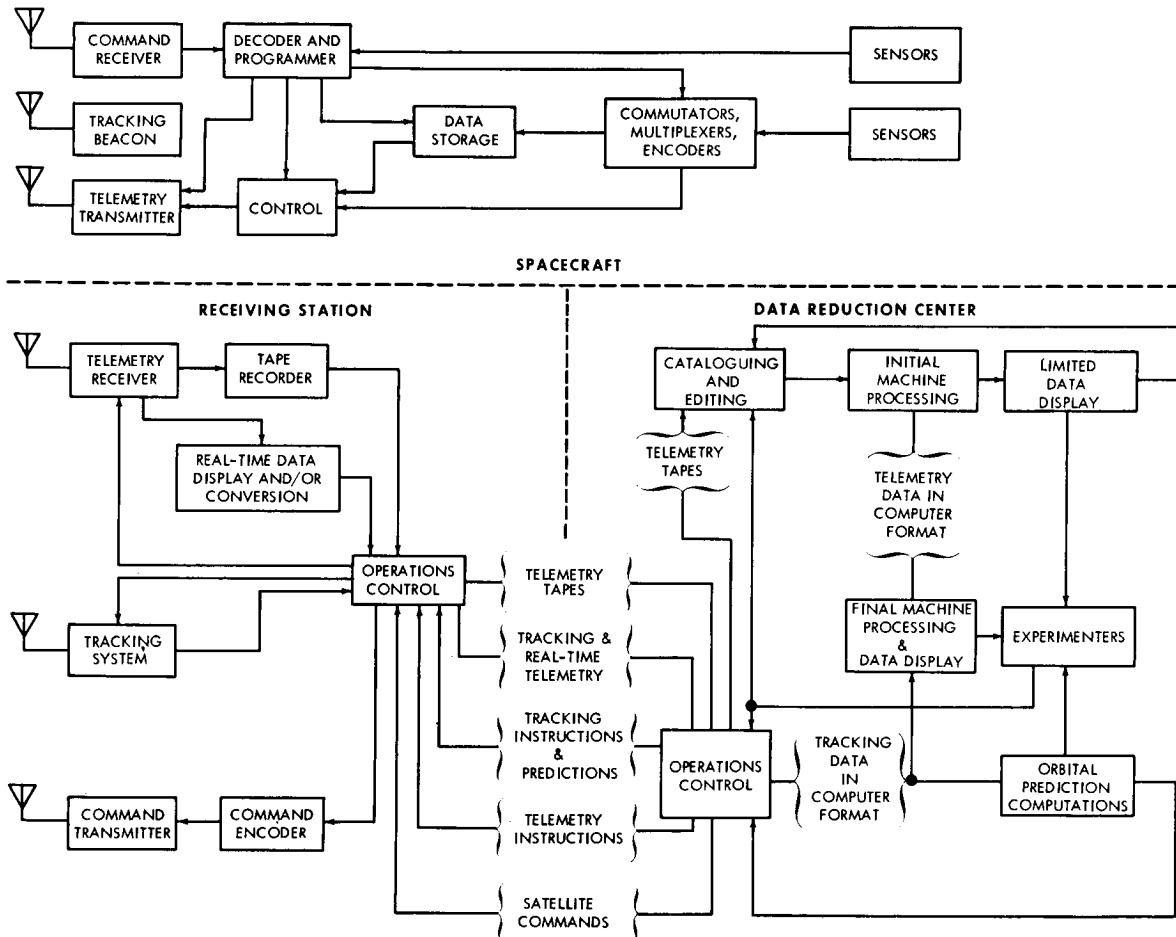 COMMAND
RECEIVER
DECODER AND
PROGRAMMER
SENSORS
TRACKING
BEACON
DATA
STORAGE
COMMUTATORS,
MULTIPLEXERS,
ENCODERS
SENSORS
TELEMETRY
TRANSMITTER
CONTROL
SPACECRAFT
RECEIVING STATION
DATA REDUCTION CENTER
TELEMETRY
RECEIVER
TAPE
RECORDER
CATALOGUING
AND
EDITING
INITIAL
MACHINE
PROCESSING
LIMITED
DATA
DISPLAY
REAL-TIME DATA
DISPLAY AND/OR
CONVERSION
TELEMETRY
TAPES
TELEMETRY
DATA IN
COMPUTER
FORMAT
OPERATIONS
CONTROL
TELEMETRY
TAPES
TRACKING
SYSTEM
TRACKING &
REAL-TIME
TELEMETRY
FINAL MACHINE
PROCESSING
&
DATA DISPLAY
EXPERIMENTERS
TRACKING
INSTRUCTIONS
&
PREDICTIONS
OPERATIONS
CONTROL
TRACKING
DATA
IN
COMPUTER
FORMAT
ORBITAL
PREDICTION
COMPUTATIONS
COMMAND
TRANSMITTER
COMMAND
ENCODER
TELEMETRY
INSTRUCTIONS
SATELLITE
COMMANDS